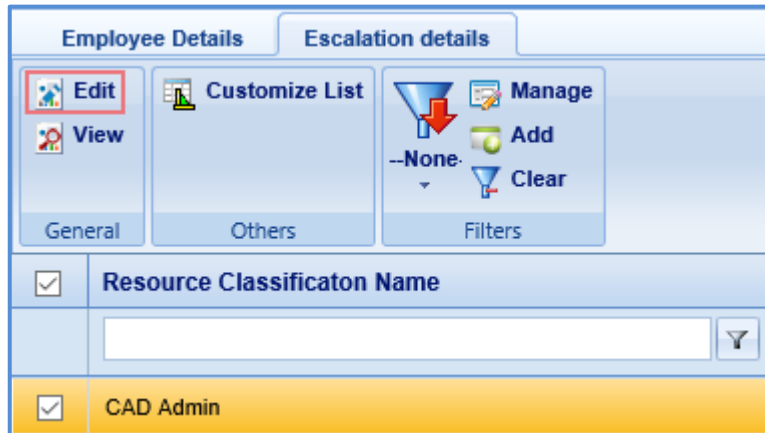 Employee Details
Escalation details
Edit
View
General
Customize List
Others
--None-
Manage
Add
Clear
Filters
Resource Classificaton Name
CAD Admin